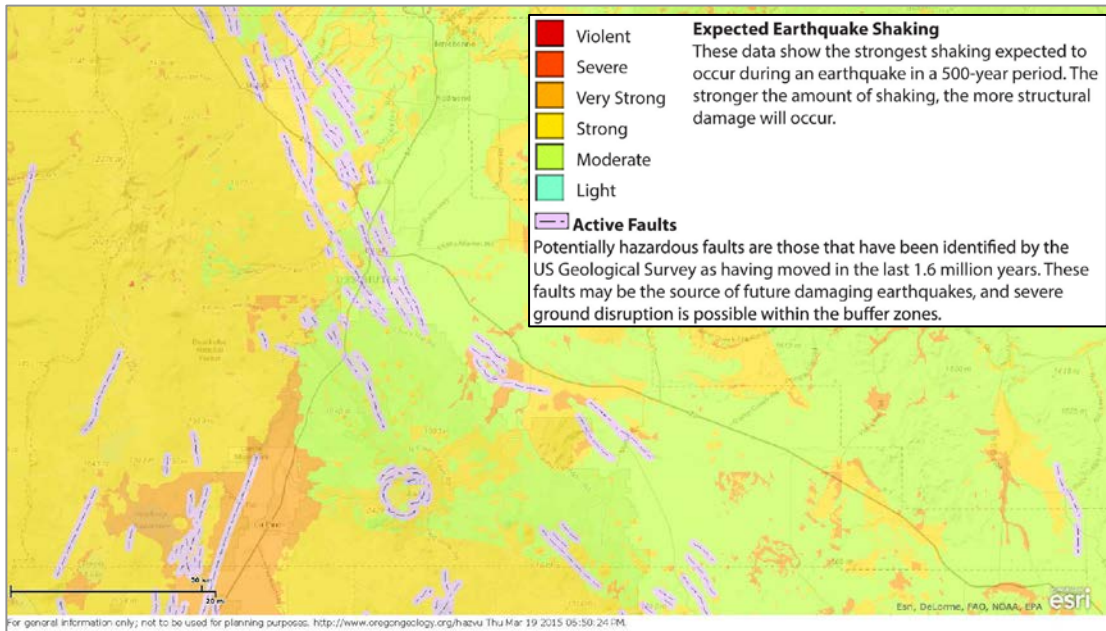 Violent
Severe
Very Strong
Strong
Moderate
Light
Expected Earthquake Shaking
These data show the strongest shaking expected to
occur during an earthquake in a 500-year period. The
stronger the amount of shaking, the more structural
damage will occur.
Active Faults
Potentially hazardous faults are those that have been identified by the
US Geological Survey as having moved in the last 1.6 million years. These
faults may be the source of future damaging earthquakes, and severe
ground disruption is possible within the buffer zones.
Esri, DeLorme, FAO, NOAA, EPA
esri
For general information only; not to be used for planning purposes. http://www.oregongeology.org/hazvu Thu Mar 19 2015 06:50:24 PM.